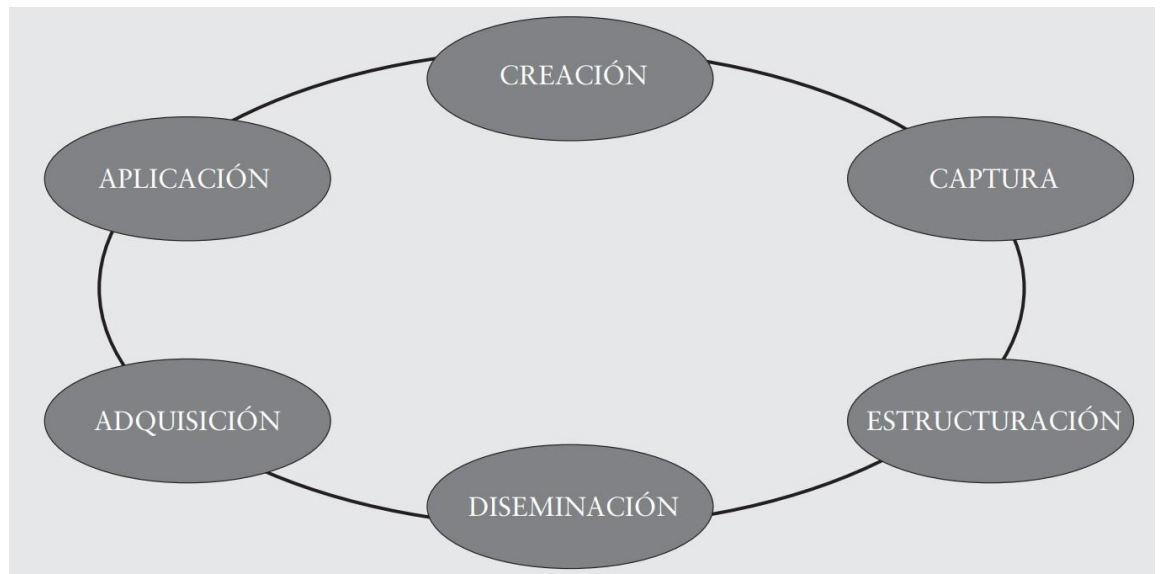 CREACIÓN
CAPTURA
ESTRUCTURACIÓN
DISEMINACIÓN
ADQUISICIÓN
APLICACIÓN